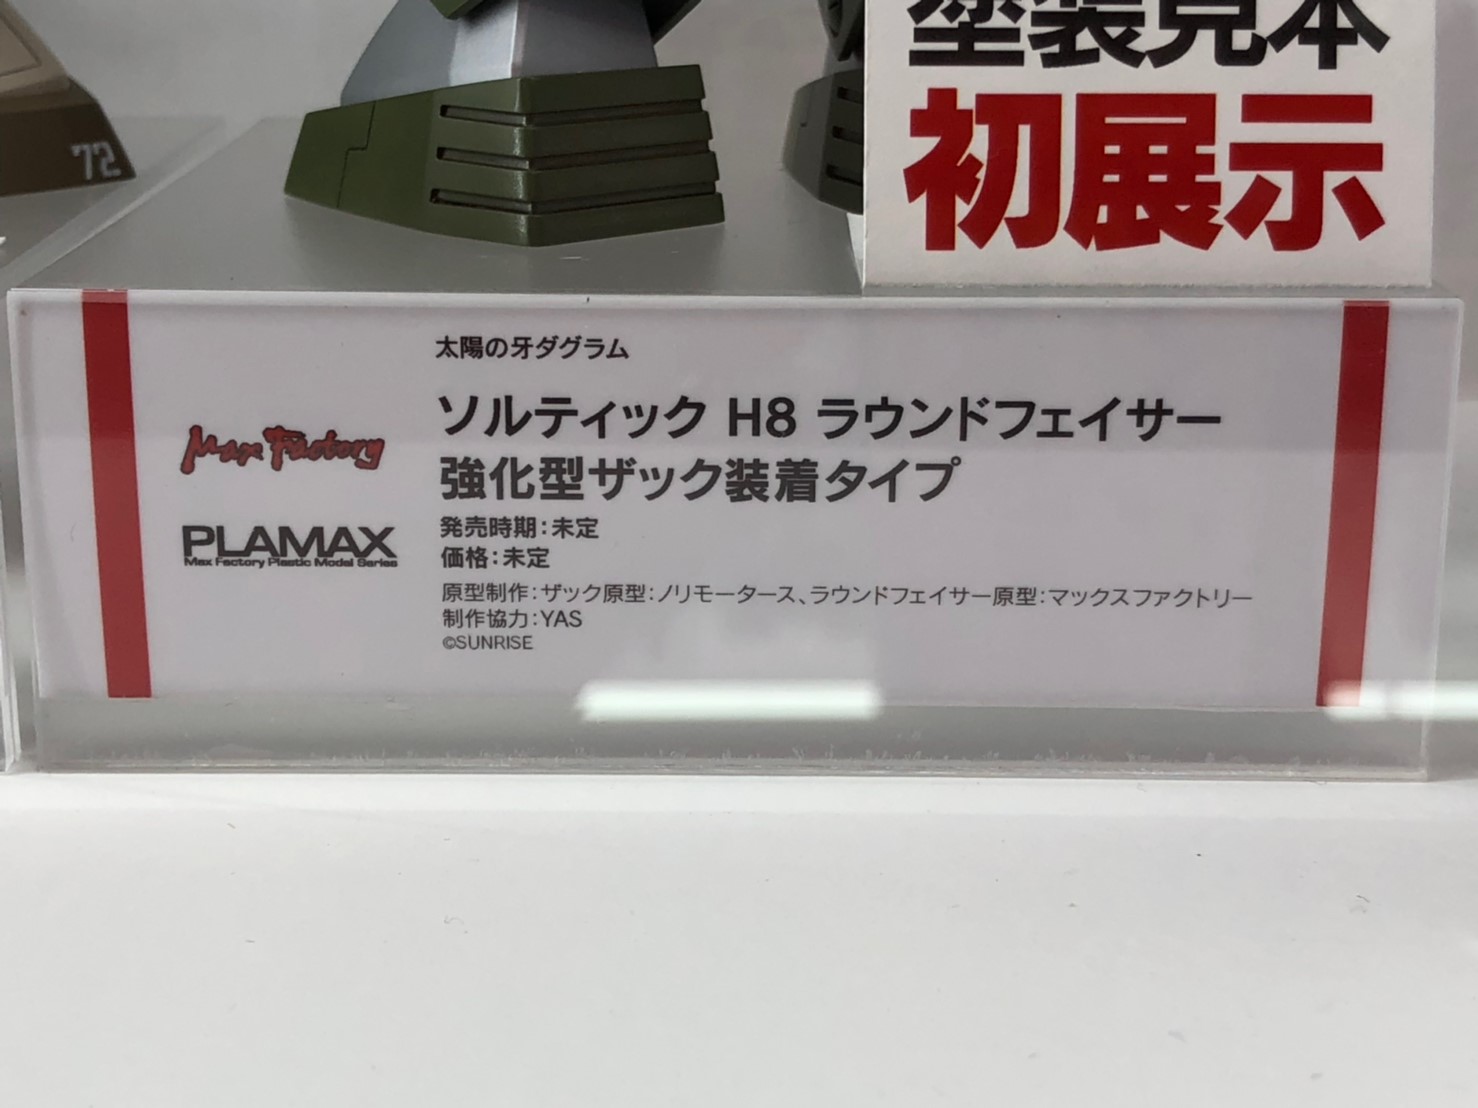 72
塗装見本
初展示
太陽の牙ダグラム
ソルティック H8 ラウンドフェイサー
強化型ザック装着タイプ
発売時期:未定
価格:未定
原型制作:ザック原型:ノリモータース、ラウンドフェイサー原型:マックスファクトリー
制作協力:YAS
©SUNRISE
Max Factory
PLAMAX
Max Factory Plastic Model Series